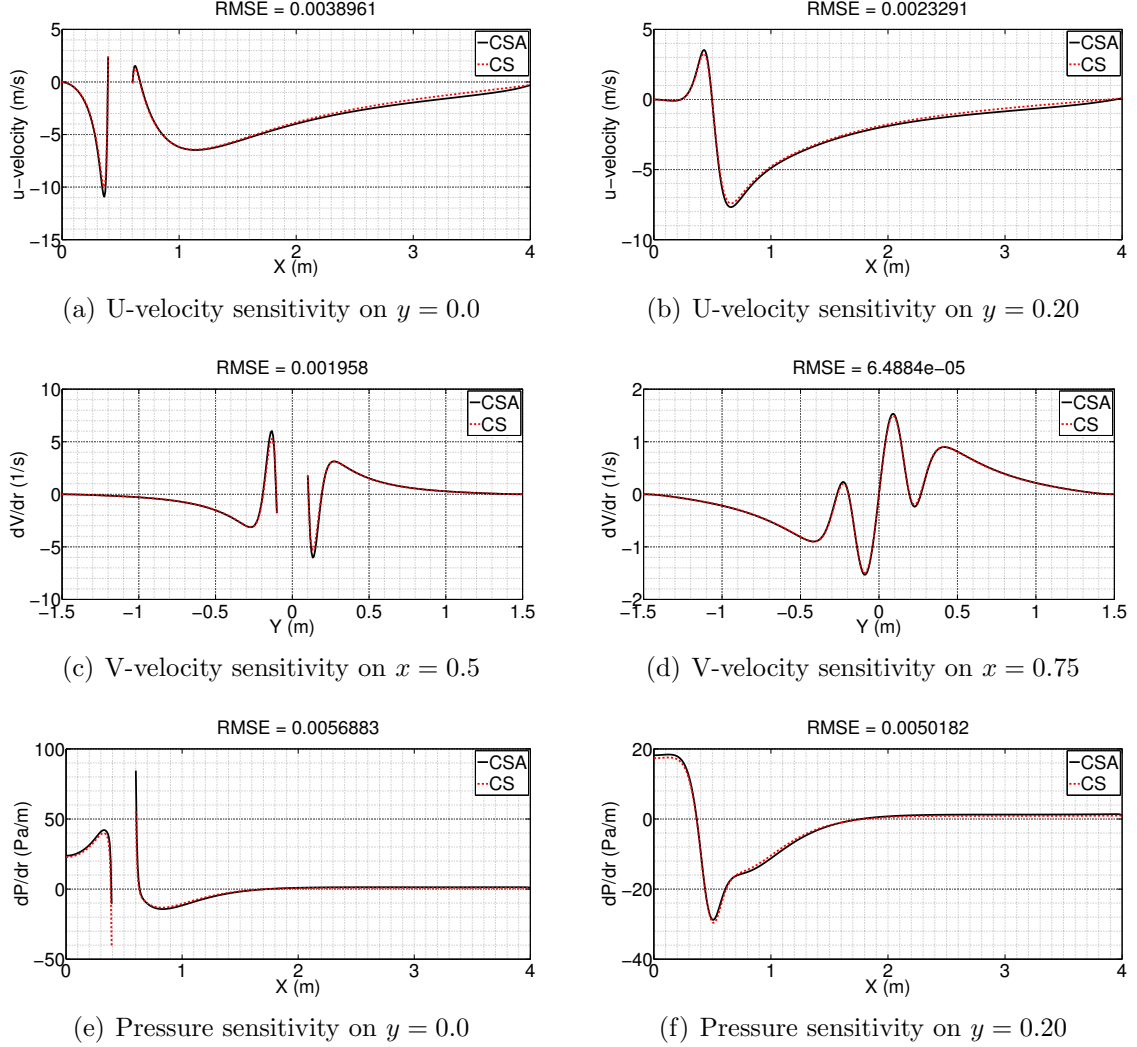 RMSE = 0.0038961
5
0
−5
−10
−15
u−velocity (m/s)
0 1 2 3 4
X (m)
CSA
CS
(a) U-velocity sensitivity on y = 0.0
RMSE = 0.0023291
5
0
−5
−10
u−velocity (m/s)
0 1 2 3 4
X (m)
CSA
CS
(b) U-velocity sensitivity on y = 0.20
RMSE = 0.001958
10
5
0
−5
−10
dV/dr (1/s)
−1.5 −1 −0.5 0 0.5 1 1.5
Y (m)
CSA
CS
(c) V-velocity sensitivity on x = 0.5
RMSE = 6.4884e−05
2
1
0
−1
−2
dV/dr (1/s)
−1.5 −1 −0.5 0 0.5 1 1.5
Y (m)
CSA
CS
(d) V-velocity sensitivity on x = 0.75
RMSE = 0.0056883
100
50
0
−50
dP/dr (Pa/m)
0 1 2 3 4
X (m)
CSA
CS
(e) Pressure sensitivity on y = 0.0
RMSE = 0.0050182
20
0
−20
−40
dP/dr (Pa/m)
0 1 2 3 4
X (m)
CSA
CS
(f) Pressure sensitivity on y = 0.20